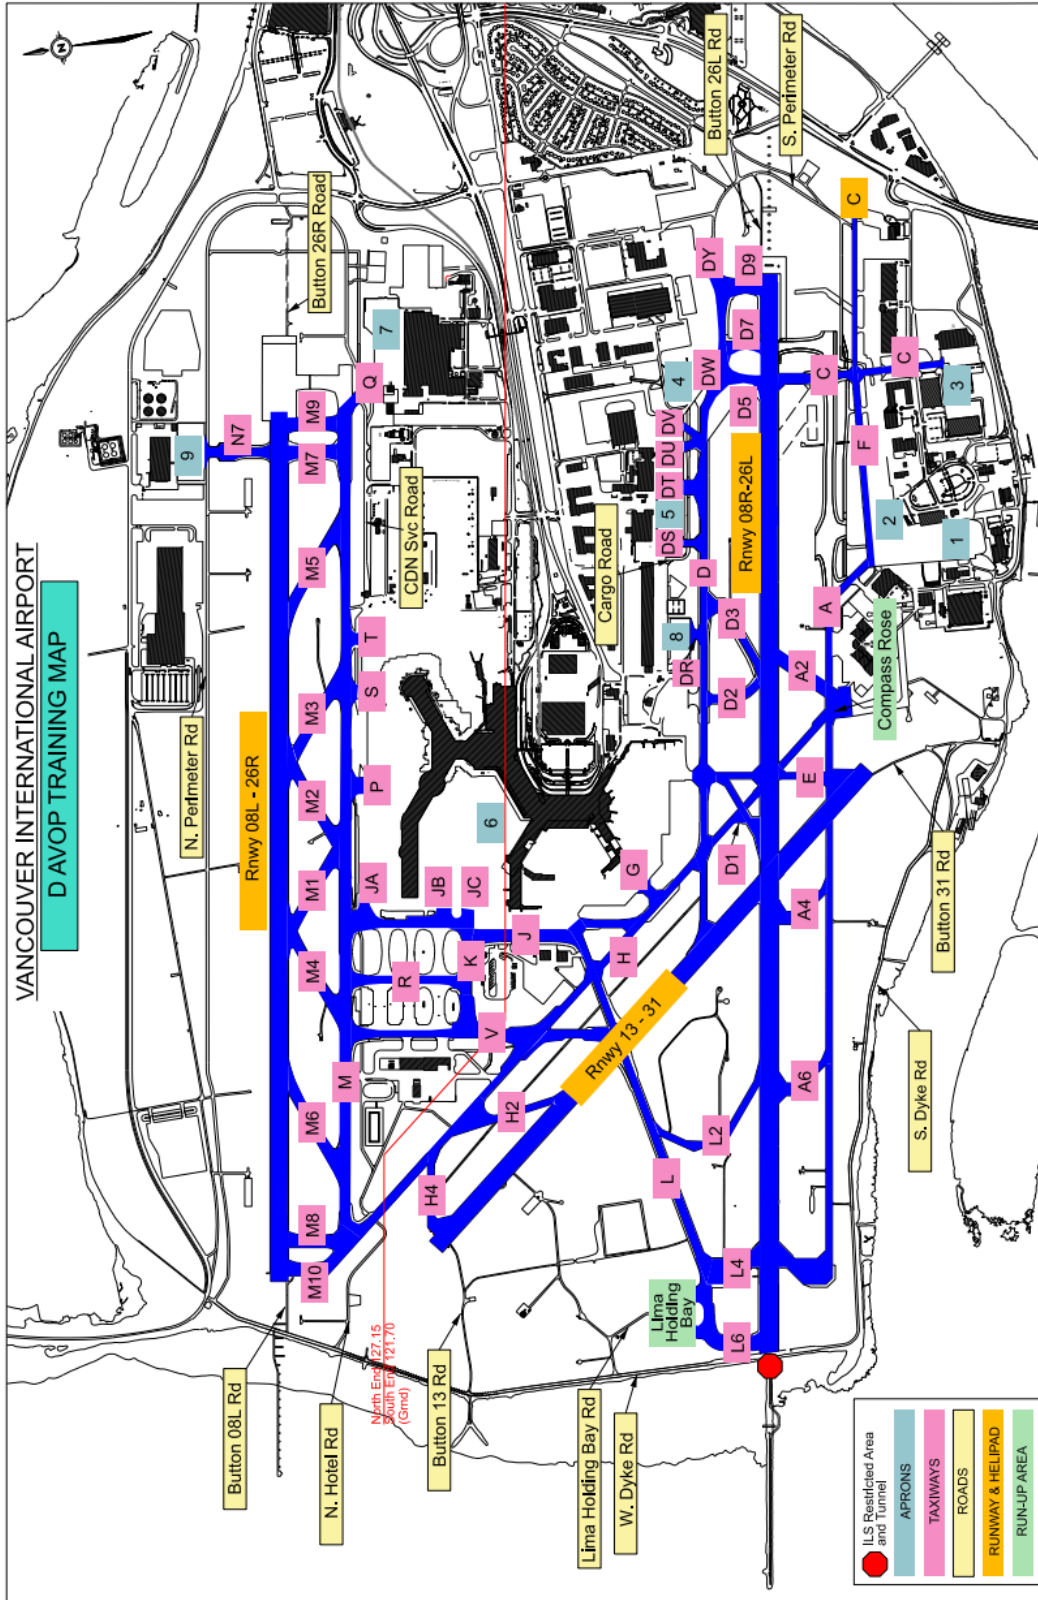 VANCOUVER INTERNATIONAL AIRPORT
D AVOP TRAINING MAP
N
N. Perimeter Rd
Button 26R Road
Rnwy 08L - 26R
9
N7
M10
M8
M6
M4
M1
M2
M3
M5
M7
M9
M
JA
P
S
T
Q
7
R
JB
JC
K
V
J
6
CDN Svc Road
Button 08L Rd
N. Hotel Rd
North End 127.15
South End 121.70
(Grnd)
Button 13 Rd
H4
H2
H
G
Rnwy 13 - 31
Cargo Road
Button 26L Rd
S. Perimeter Rd
DR
8
DS
5
DT
DU
DV
4
DW
DY
D
D1
D2
D3
D5
D7
D9
Rnwy 08R-26L
L
L2
L4
L6
Lima
Holding
Bay
Lima Holding Bay Rd
W. Dyke Rd
A6
A4
E
A2
A
F
C
C
C
Compass Rose
1
2
3
Button 31 Rd
S. Dyke Rd
ILS Restricted Area
and Tunnel
APRONS
TAXIWAYS
ROADS
RUNWAY & HELIPAD
RUN-UP AREA